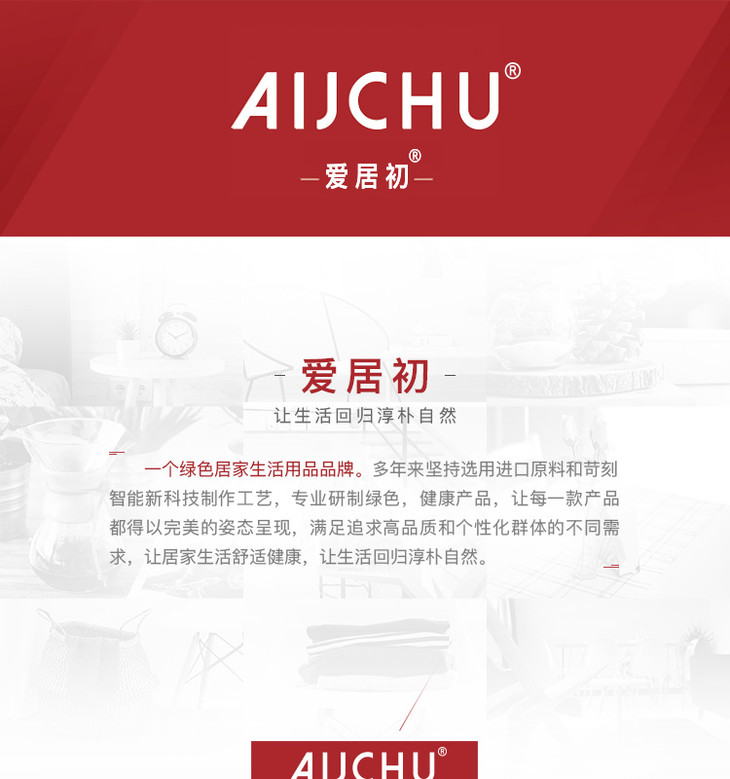 AIJCHU®
—爱居初®—
- 爱居初 -
让生活回归淳朴自然
一个绿色居家生活用品品牌。多年来坚持选用进口原料和苛刻
智能新科技制作工艺，专业研制绿色，健康产品，让每一款产品
都得以完美的姿态呈现，满足追求高品质和个性化群体的不同需
求，让居家生活舒适健康，让生活回归淳朴自然。
AIJCHU®